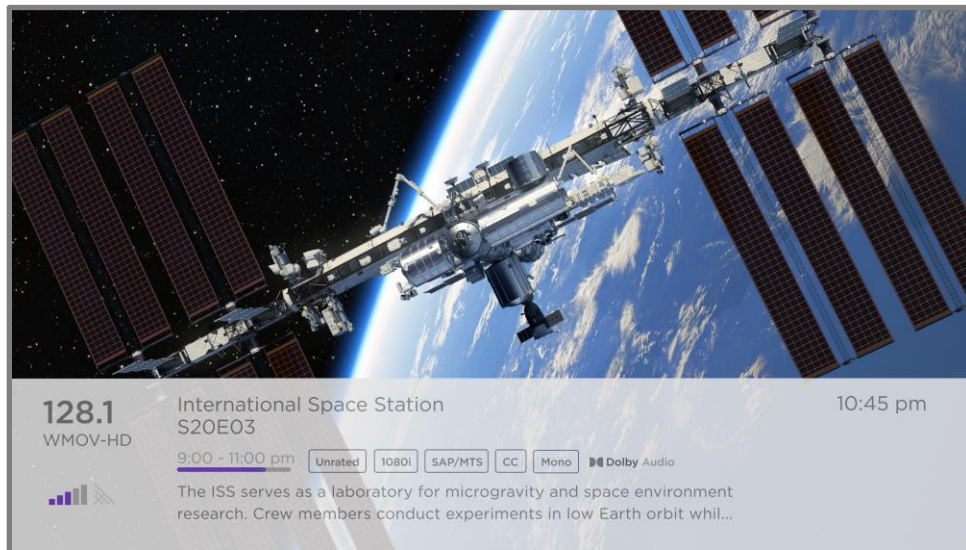 128.1
WMOV-HD
International Space Station
S20E03
10:45 pm
9:00 - 11:00 pm Unrated 1080i SAP/MTS CC Mono Dolby Audio
The ISS serves as a laboratory for microgravity and space environment
research. Crew members conduct experiments in low Earth orbit whil...